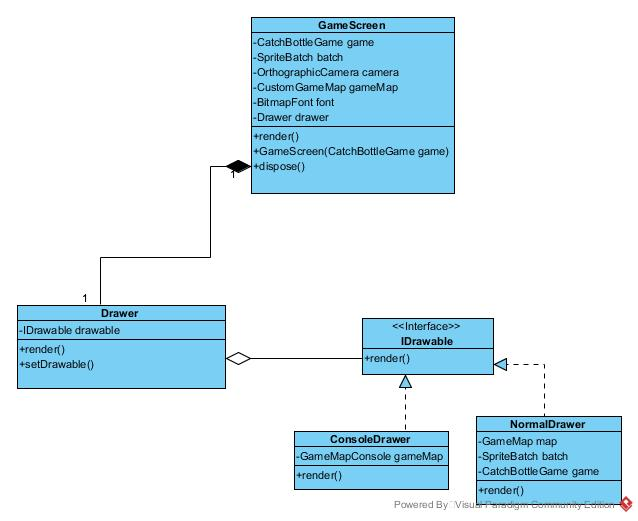 GameScreen
-CatchBottleGame game
-SpriteBatch batch
-OrthographicCamera camera
-CustomGameMap gameMap
-BitmapFont font
-Drawer drawer
+render()
+GameScreen(CatchBottleGame game)
+dispose()
1
1
Drawer
-IDrawable drawable
+render()
+setDrawable()
<<Interface>>
IDrawable
+render()
ConsoleDrawer
-GameMapConsole gameMap
+render()
NormalDrawer
-GameMap map
-SpriteBatch batch
-CatchBottleGame game
+render()
Powered By Visual Paradigm Community Edition